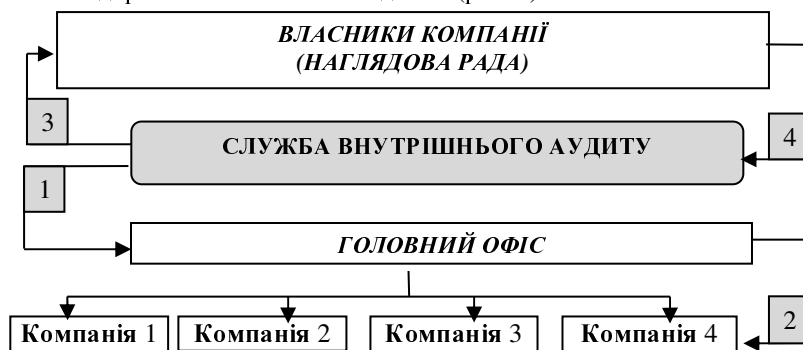 ВЛАСНИКИ КОМПАНІЇ
(НАГЛЯДОВА РАДА)
3
СЛУЖБА ВНУТРІШНЬОГО АУДИТУ
4
1
ГОЛОВНИЙ ОФІС
Компанія 1
Компанія 2
Компанія 3
Компанія 4
2